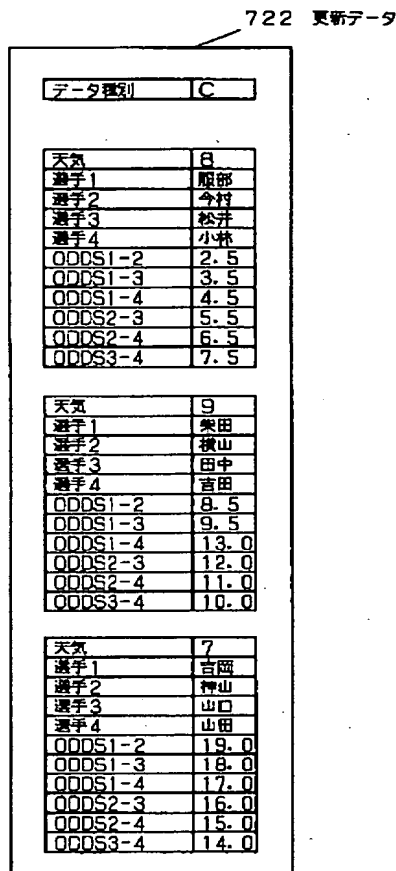 722 更新データ
データ種別 C
天気 8
選手1 服部
選手2 今村
選手3 松井
選手4 小林
ODDS1-2 2.5
ODDS1-3 3.5
ODDS1-4 4.5
ODDS2-3 5.5
ODDS2-4 6.5
ODDS3-4 7.5
天気 9
選手1 柴田
選手2 横山
選手3 田中
選手4 吉田
ODDS1-2 8.5
ODDS1-3 9.5
ODDS1-4 13.0
ODDS2-3 12.0
ODDS2-4 11.0
ODDS3-4 10.0
天気 7
選手1 吉岡
選手2 神山
選手3 山口
選手4 山田
ODDS1-2 19.0
ODDS1-3 18.0
ODDS1-4 17.0
ODDS2-3 16.0
ODDS2-4 15.0
ODDS3-4 14.0